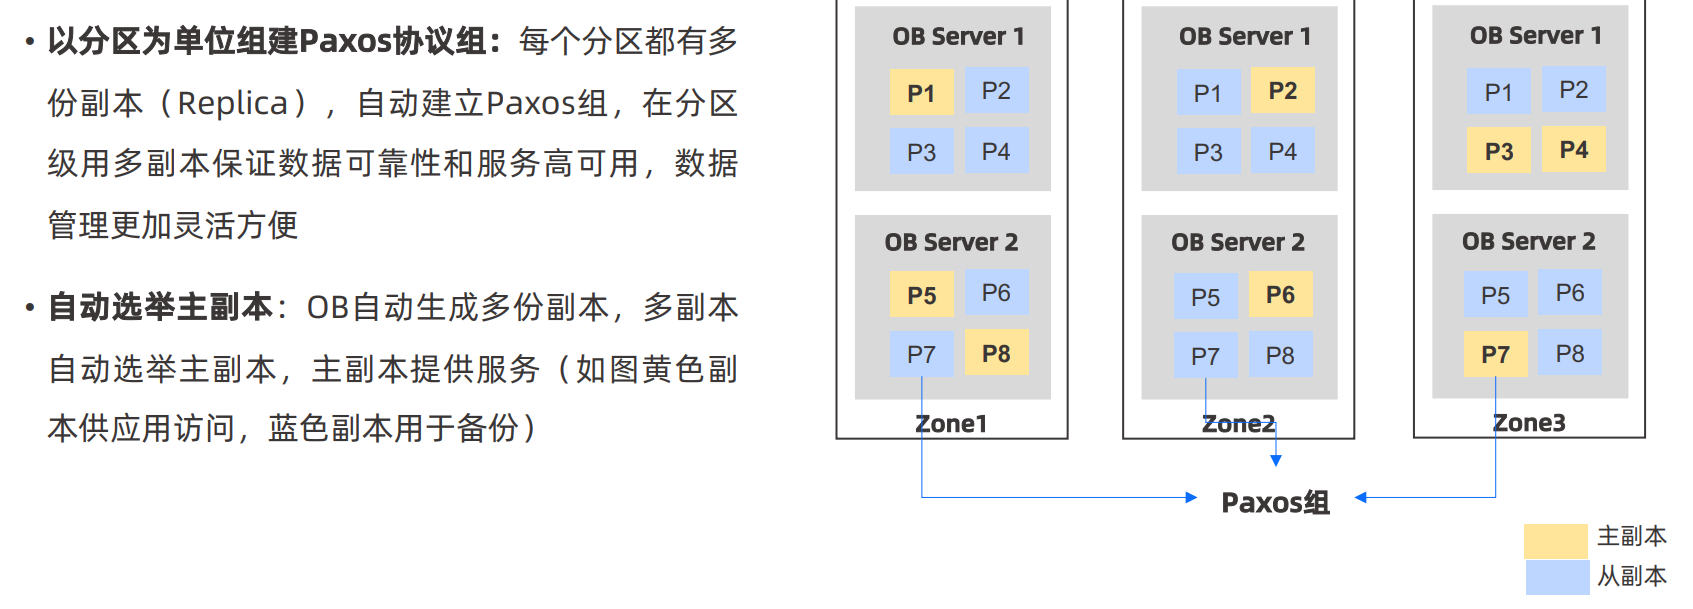 • 以分区为单位组建Paxos协议组：每个分区都有多
份副本（Replica），自动建立Paxos组，在分区
级用多副本保证数据可靠性和服务高可用，数据
管理更加灵活方便
• 自动选举主副本：OB自动生成多份副本，多副本
自动选举主副本，主副本提供服务（如图黄色副
本供应用访问，蓝色副本用于备份）
OB Server 1
P1 P2
P3 P4
OB Server 2
P5 P6
P7 P8
Zone1
OB Server 1
P1 P2
P3 P4
OB Server 2
P5 P6
P7 P8
Zone2
OB Server 1
P1 P2
P3 P4
OB Server 2
P5 P6
P7 P8
Zone3
Paxos组
主副本
从副本